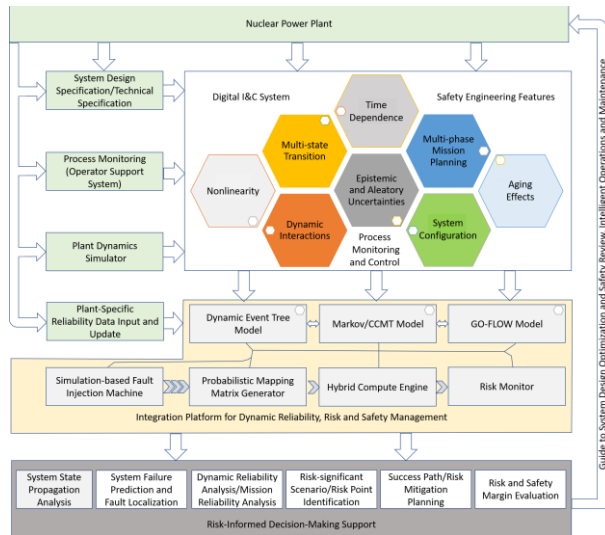 Nuclear Power Plant
System Design
Specification/Technical
Specification
Process Monitoring
(Operator Support
System)
Plant Dynamics
Simulator
Plant-Specific
Reliability Data Input and
Update
Digital I&C System
Safety Engineering Features
Time
Dependence
Multi-state
Transition
Multi-phase
Mission
Planning
Nonlinearity
Epistemic
and Aleatory
Uncertainties
Aging
Effects
Dynamic
Interactions
System
Configuration
Process
Monitoring
and Control
Dynamic Event Tree
Model
Markov/CCMT Model
GO-FLOW Model
Simulation-based Fault
Injection Machine
Probabilistic Mapping
Matrix Generator
Hybrid Compute Engine
Risk Monitor
Integration Platform for Dynamic Reliability, Risk and Safety Management
System State
Propagation
Analysis
System Failure
Prediction and
Fault Localization
Dynamic Reliability
Analysis/Mission
Reliability Analysis
Risk-significant
Scenario/Risk Point
Identification
Success Path/Risk
Mitigation
Planning
Risk and Safety
Margin Evaluation
Risk-Informed Decision-Making Support
Guide to System Design Optimization and Safety Review, Intelligent Operations and Maintenance